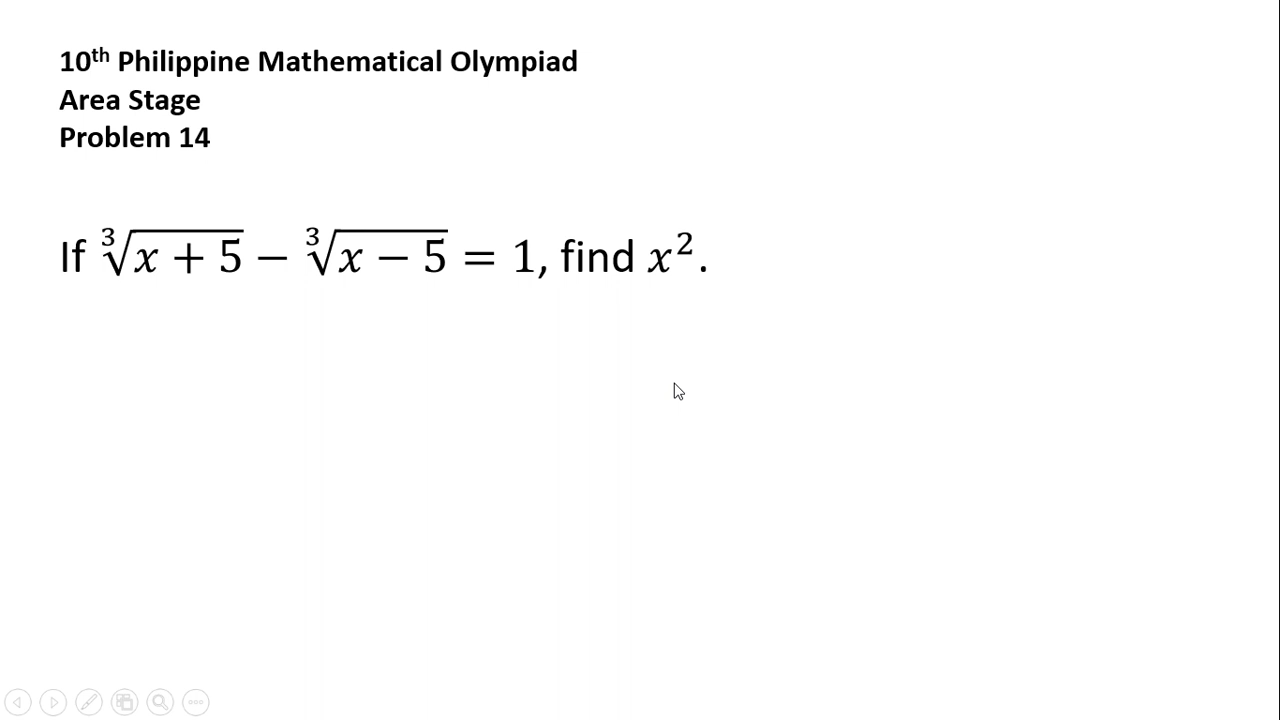 10th Philippine Mathematical Olympiad
Area Stage
Problem 14
If ∛(x + 5) − ∛(x − 5) = 1, find x².